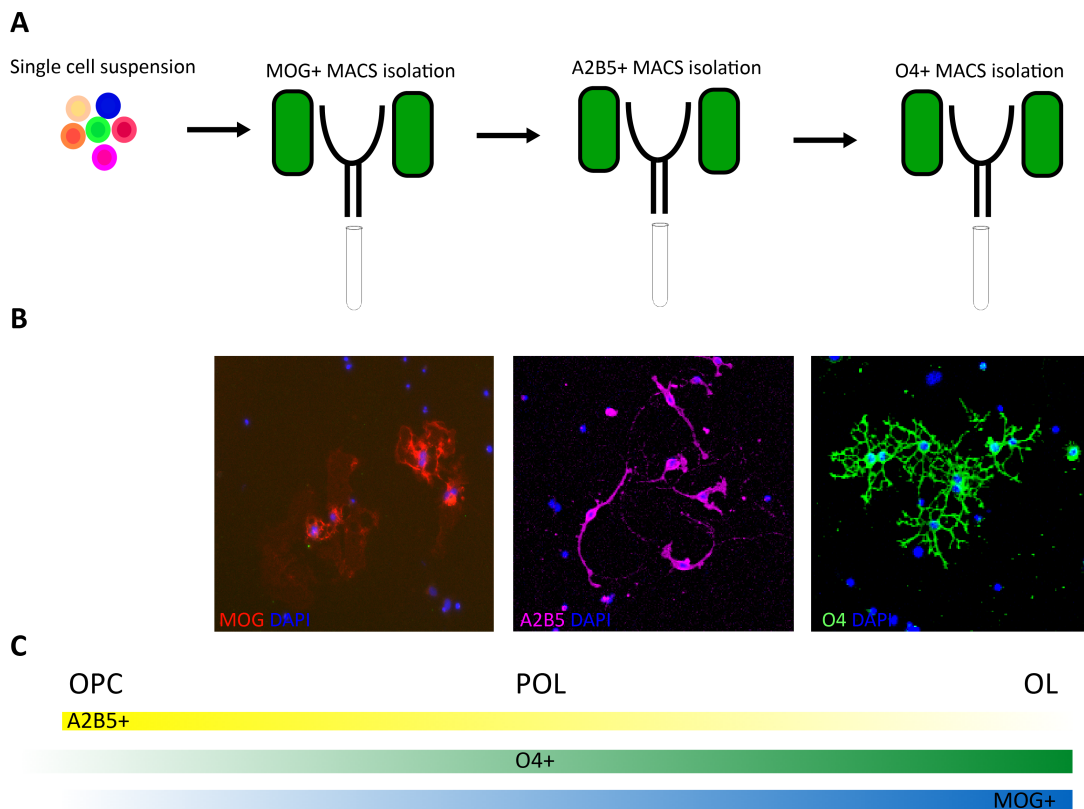 A
Single cell suspension
MOG+ MACS isolation
A2B5+ MACS isolation
O4+ MACS isolation
B
MOG DAPI
A2B5 DAPI
O4 DAPI
C
OPC POL OL
A2B5+
O4+
MOG+